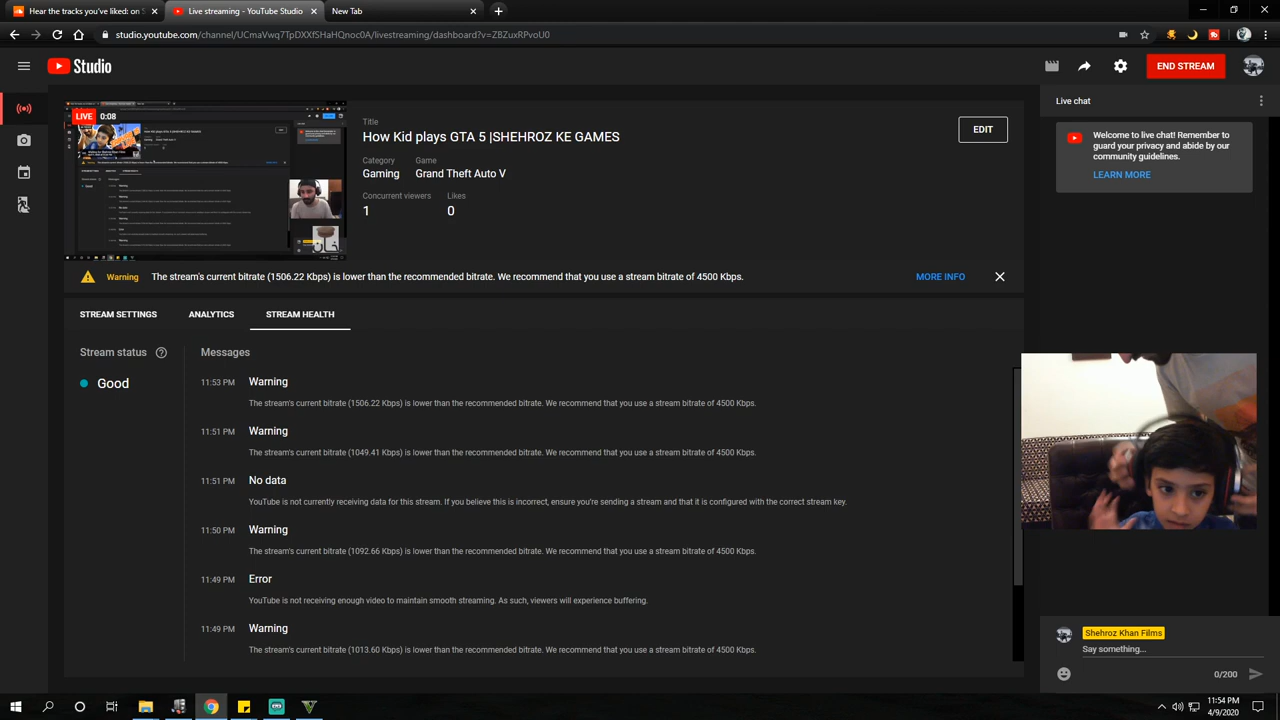 Hear the tracks you've liked: on S
Live streaming - YouTube Studio
New Tab
studio.youtube.com/channel/UCmaVwq7TpDXXfSHaHQnoc0A/livestreaming/dashboard?v=ZBZuxRPvoU0
Studio
END STREAM
LIVE 0:08
Title
How Kid plays GTA 5 |SHEHROZ KE GAMES
EDIT
Category Game
Gaming Grand Theft Auto V
Concurrent viewers Likes
1 0
Live chat
Welcome to live chat! Remember to
guard your privacy and abide by our
community guidelines.
LEARN MORE
Warning The stream's current bitrate (1506.22 Kbps) is lower than the recommended bitrate. We recommend that you use a stream bitrate of 4500 Kbps.
MORE INFO
STREAM SETTINGS ANALYTICS STREAM HEALTH
Stream status
Good
Messages
11:53 PM Warning
The stream's current bitrate (1506.22 Kbps) is lower than the recommended bitrate. We recommend that you use a stream bitrate of 4500 Kbps.
11:51 PM Warning
The stream's current bitrate (1049.41 Kbps) is lower than the recommended bitrate. We recommend that you use a stream bitrate of 4500 Kbps.
11:51 PM No data
YouTube is not currently receiving data for this stream. If you believe this is incorrect, ensure you're sending a stream and that it is configured with the correct stream key.
11:50 PM Warning
The stream's current bitrate (1092.66 Kbps) is lower than the recommended bitrate. We recommend that you use a stream bitrate of 4500 Kbps.
11:49 PM Error
YouTube is not receiving enough video to maintain smooth streaming. As such, viewers will experience buffering.
11:49 PM Warning
The stream's current bitrate (1013.60 Kbps) is lower than the recommended bitrate. We recommend that you use a stream bitrate of 4500 Kbps.
Shehroz Khan Films
Say something...
0/200
11:54 PM
4/9/2020